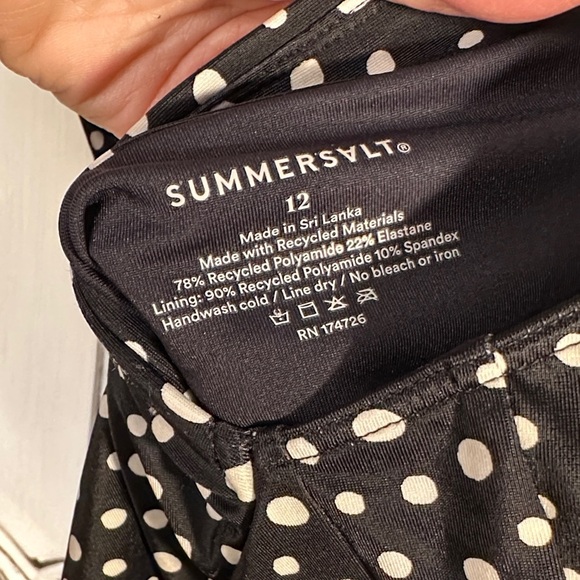 SUMMERSALT®
12
Made in Sri Lanka
Made with Recycled Materials
78% Recycled Polyamide 22% Elastane
Lining: 90% Recycled Polyamide 10% Spandex
Handwash cold / Line dry / No bleach or iron
RN 174726